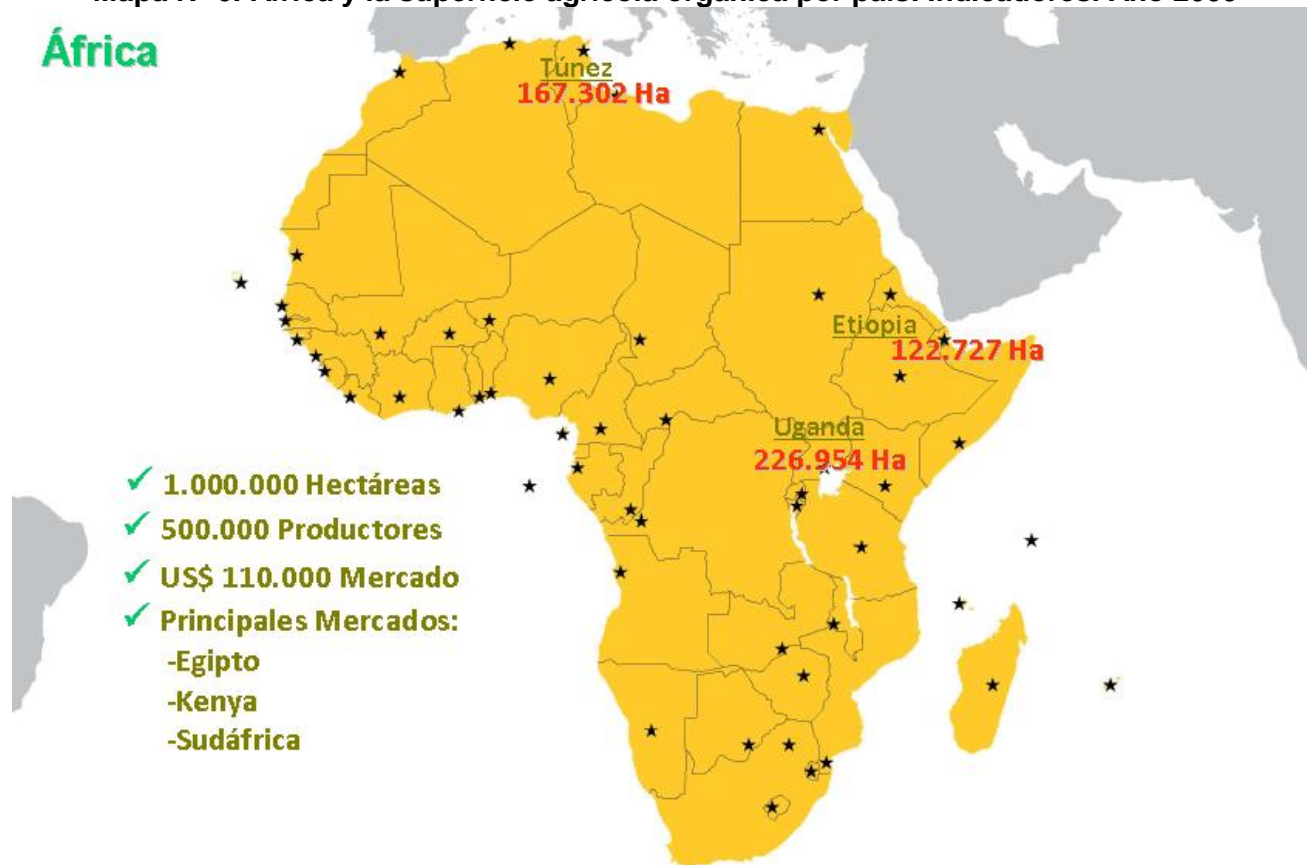 África
Túnez
167.302 Ha
Etiopia
122.727 Ha
Uganda
226.954 Ha
✓ 1.000.000 Hectáreas
✓ 500.000 Productores
✓ US$ 110.000 Mercado
✓ Principales Mercados:
-Egipto
-Kenya
-Sudáfrica